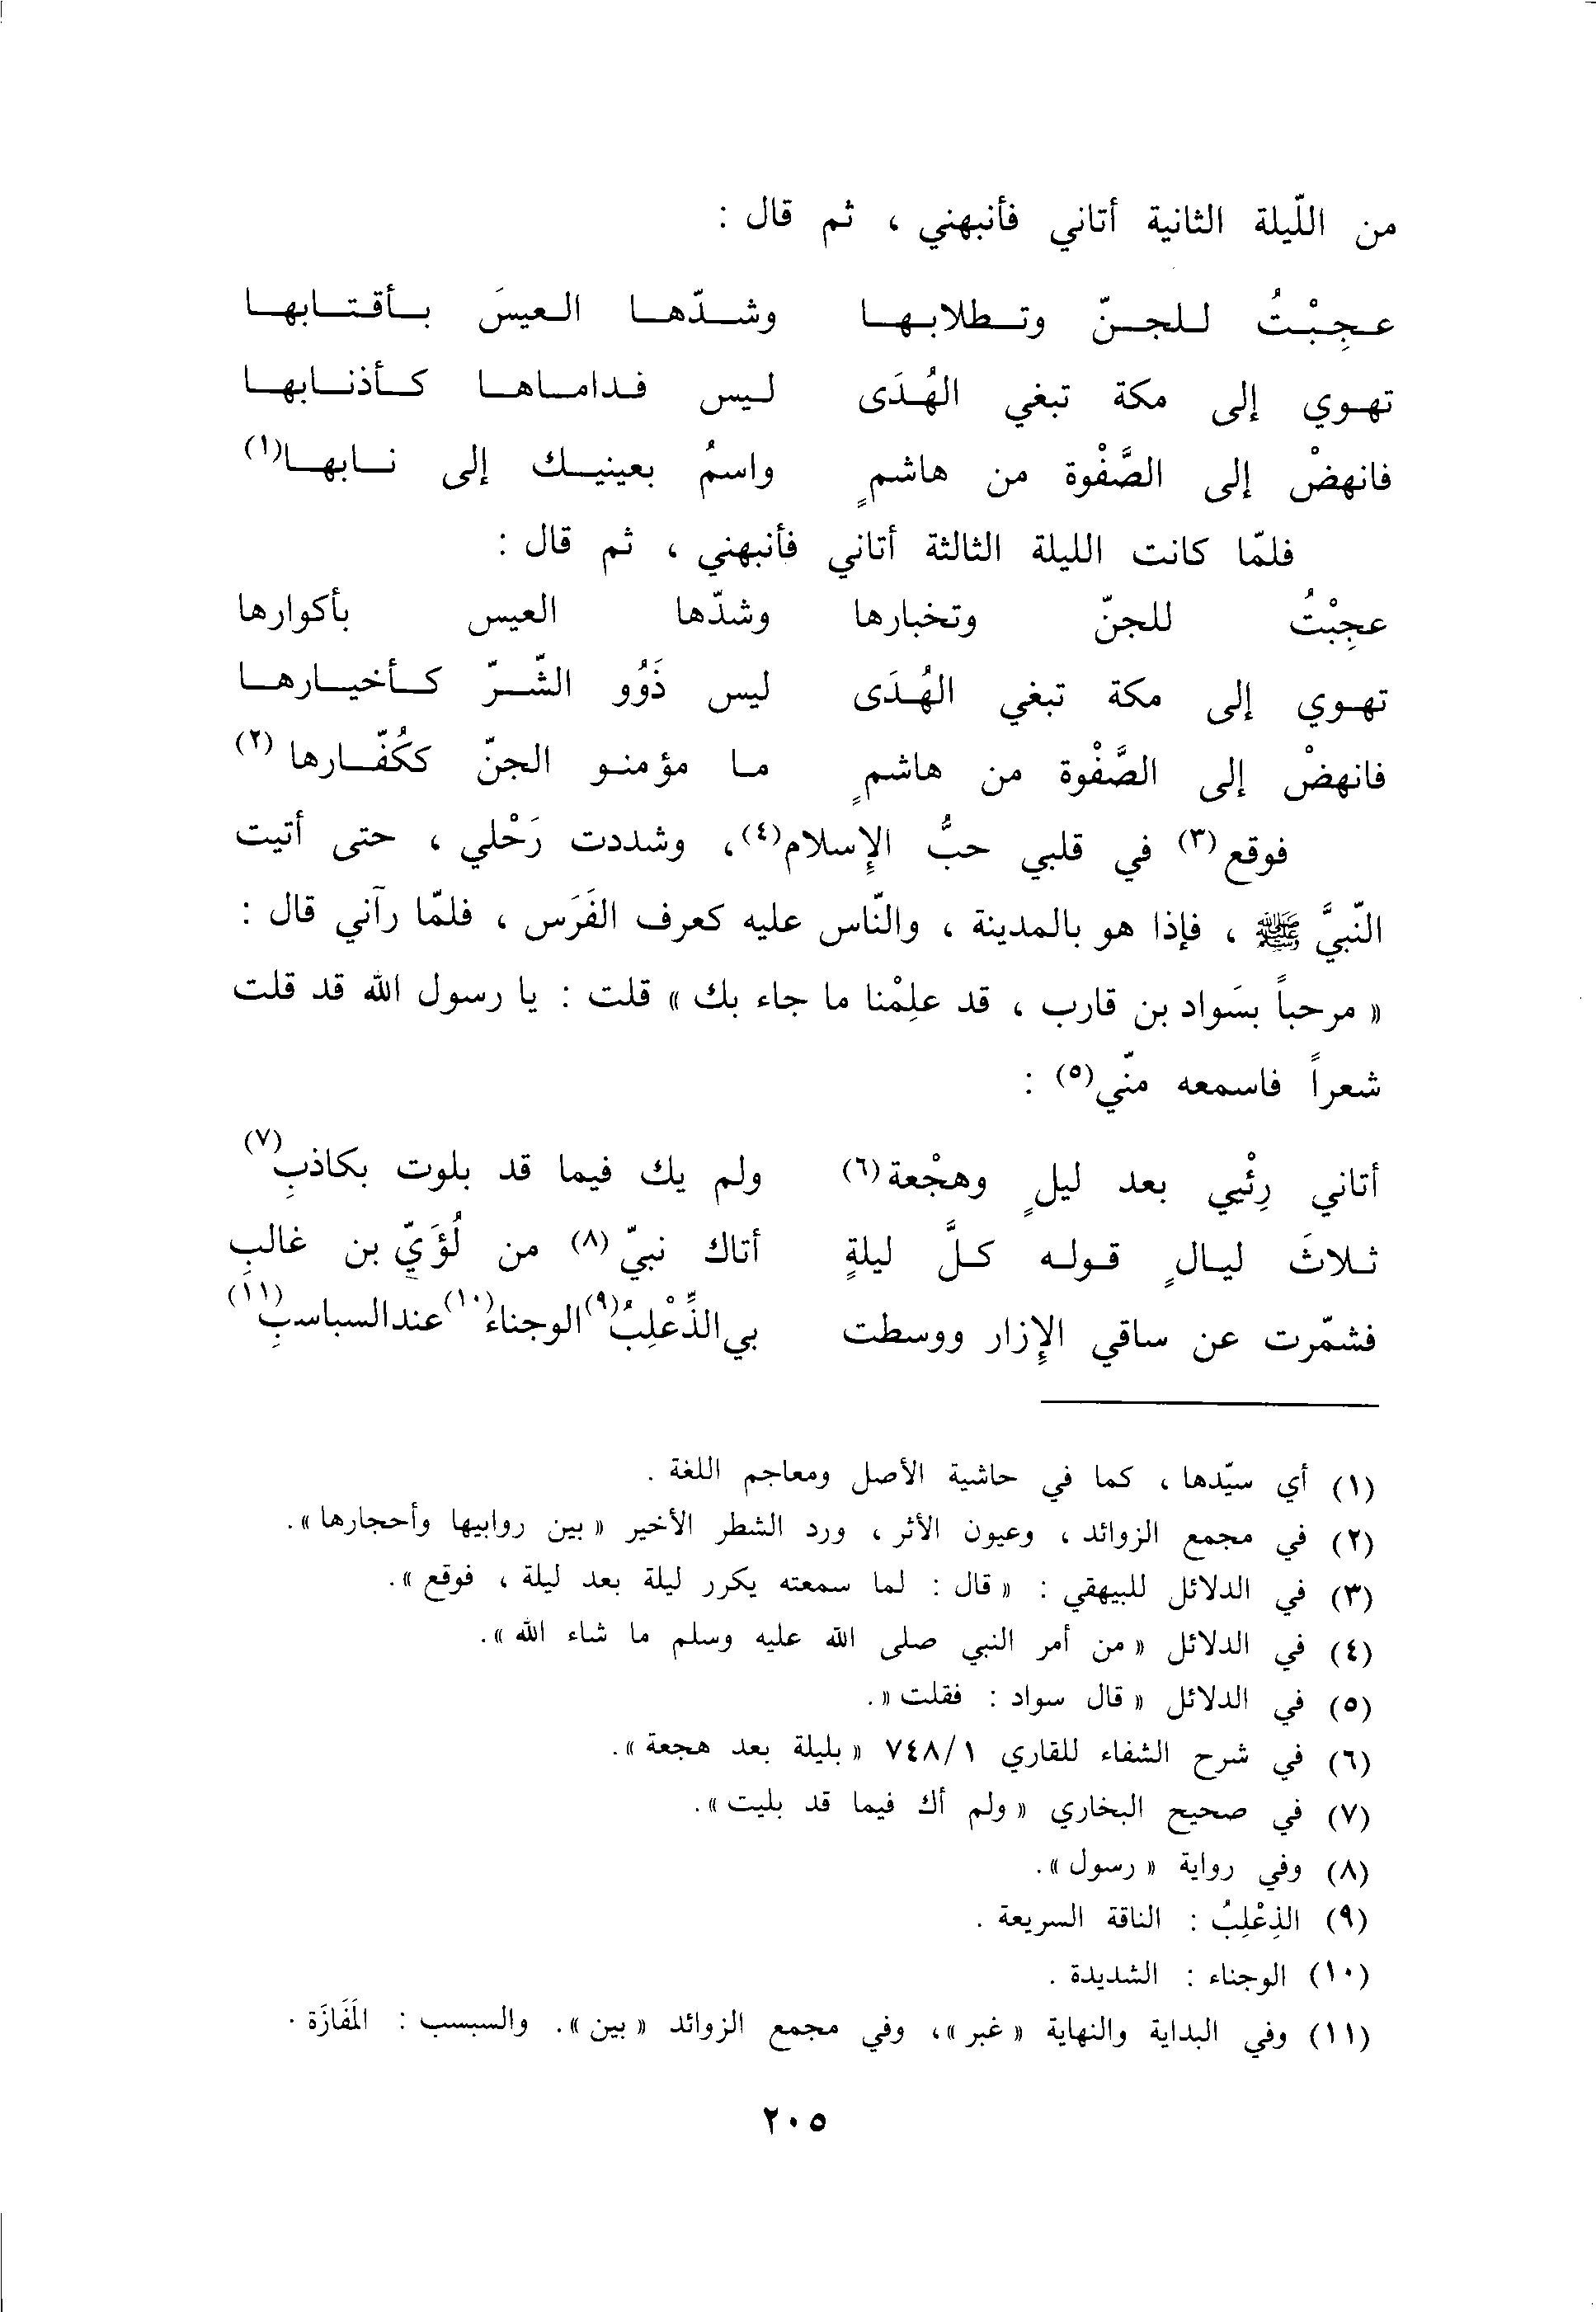 من اللّيلة الثانية أتاني فأنبهني ، ثم قال :
عجِبْتُ للجنّ وتطلابها وشدّها العيسَ بأقتابها
تهوي إلى مكة تبغي الهُدَى ليس قداماها كأذنابها
فانهضْ إلى الصَّفْوة من هاشمٍ واسمُ بعينيك إلى نابها(١)
فلمّا كانت الليلة الثالثة أتاني فأنبهني ، ثم قال :
عجِبْتُ للجنّ وتخبارها وشدّها العيس بأكوارها
تهوي إلى مكة تبغي الهُدَى ليس ذَوُو الشّرّ كأخيارها
فانهضْ إلى الصَّفْوة من هاشمٍ ما مؤمنو الجنّ ككُفّارها (٢)
فوقع (٣) في قلبي حبُّ الإسلام(٤)، وشددت رَحْلي ، حتى أتيت
النّبيَّ ﷺ ، فإذا هو بالمدينة ، والنّاس عليه كعرف الفَرَس ، فلمّا رآني قال :
« مرحباً بسَواد بن قارب ، قد علِمْنا ما جاء بك » قلت : يا رسول الله قد قلت
شعراً فاسمعه منّي(٥) :
أتاني رِئْيي بعد ليلٍ وهجْعة(٦) ولم يك فيما قد بلوت بكاذبِ(٧)
ثلاثَ ليالٍ قوله كلَّ ليلةٍ أتاك نبيّ (٨) من لُؤَيّ بن غالبِ
فشمّرت عن ساقي الإزار ووسطت بي الذِّعْلِبُ(٩) الوجناءُ(١٠) عند السباسبِ(١١)
(١) أي سيّدها ، كما في حاشية الأصل ومعاجم اللغة .
(٢) في مجمع الزوائد ، وعيون الأثر ، ورد الشطر الأخير « بين روابيها وأحجارها ».
(٣) في الدلائل للبيهقي : « قال : لما سمعته يكرر ليلة بعد ليلة ، فوقع ».
(٤) في الدلائل « من أمر النبي صلى الله عليه وسلم ما شاء الله ».
(٥) في الدلائل « قال سواد : فقلت «.
(٦) في شرح الشفاء للقاري ٧٤٨/١ « بليلة بعد هجعة ».
(٧) في صحيح البخاري « ولم أك فيما قد بليت ».
(٨) وفي رواية « رسول ».
(٩) الذِعْلِبُ : الناقة السريعة .
(١٠) الوجناء : الشديدة .
(١١) وفي البداية والنهاية « غبر »، وفي مجمع الزوائد « بين ». والسبسب : المَفَازَة .
٢٠٥